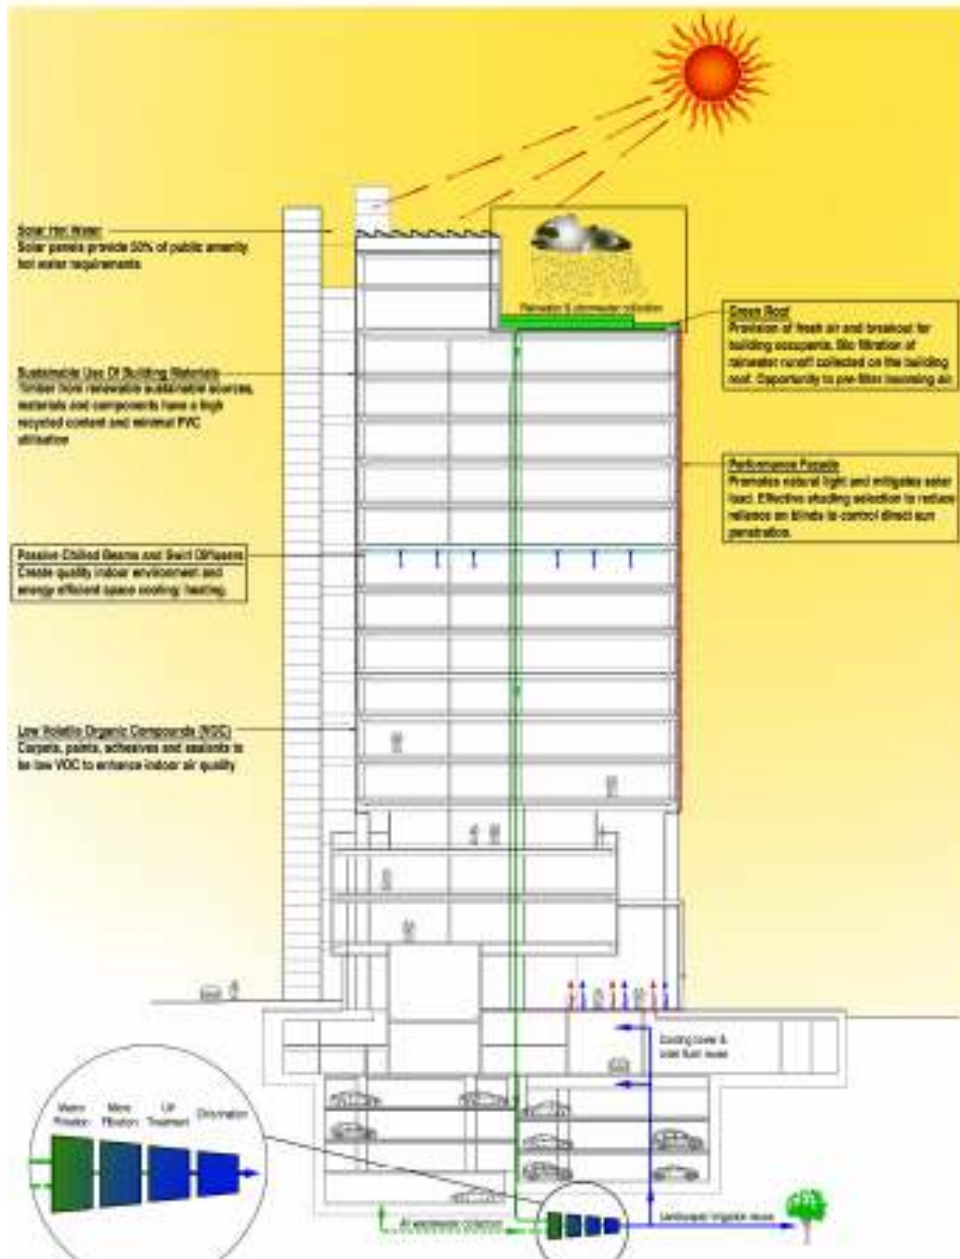 Solar Hot Water
Solar panels provide 50% of public amenity
hot water requirements
Rainwater & stormwater collection
Green Roof
Provision of fresh air and breakout for
building occupants. Bio filtration of
rainwater runoff collected on the building
roof. Opportunity to pre-filter incoming air.
Sustainable Use Of Building Materials
Timber from renewable sustainable sources,
materials and components have a high
recycled content and minimal PVC
utilisation
Performance Facade
Promotes natural light and mitigates solar
load. Effective shading selection to reduce
reliance on blinds to control direct sun
penetration.
Passive Chilled Beams and Swirl Diffusers
Create quality indoor environment and
energy efficient space cooling/ heating.
Low Volatile Organic Compounds (VOC)
Carpets, paints, adhesives and sealants to
be low VOC to enhance indoor air quality
Cooling tower &
toilet flush reuse
Filtration
Micro
Filtration
UV
Treatment
Chlorination
All wastewater collection
Landscape irrigation reuse